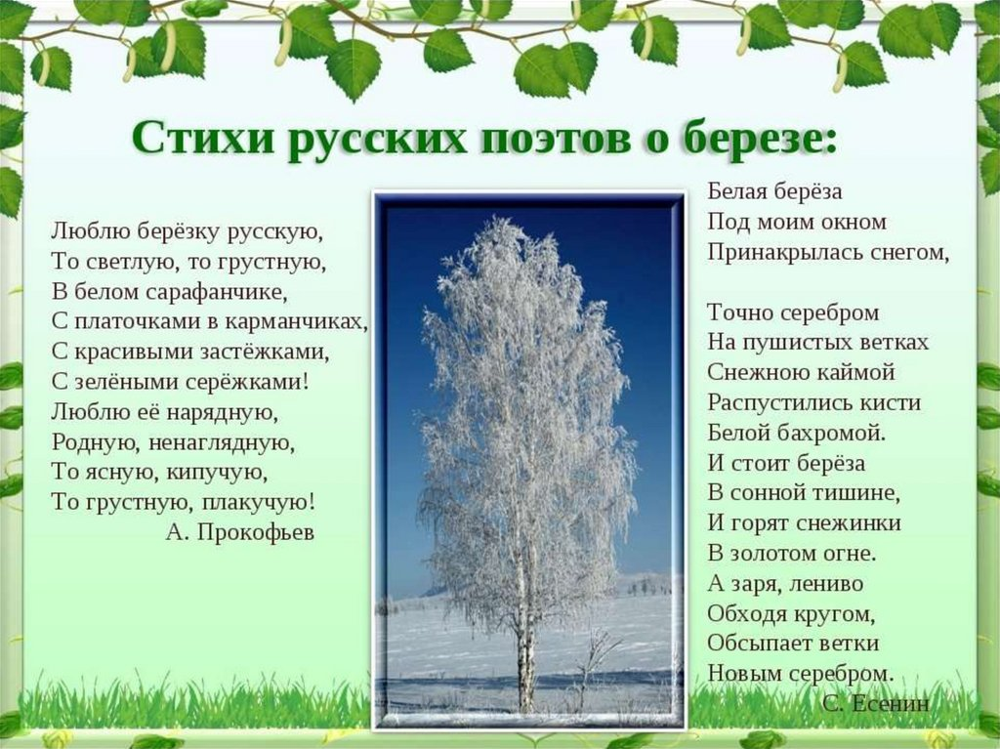 Стихи русских поэтов о березе:
Люблю берёзку русскую,
То светлую, то грустную,
В белом сарафанчике,
С платочками в карманчиках,
С красивыми застёжками,
С зелёными серёжками!
Люблю её нарядную,
Родную, ненаглядную,
То ясную, кипучую,
То грустную, плакучую!
А. Прокофьев
Белая берёза
Под моим окном
Принакрылась снегом,
Точно серебром
На пушистых ветках
Снежною каймой
Распустились кисти
Белой бахромой.
И стоит берёза
В сонной тишине,
И горят снежинки
В золотом огне.
А заря, лениво
Обходя кругом,
Обсыпает ветки
Новым серебром.
С. Есенин